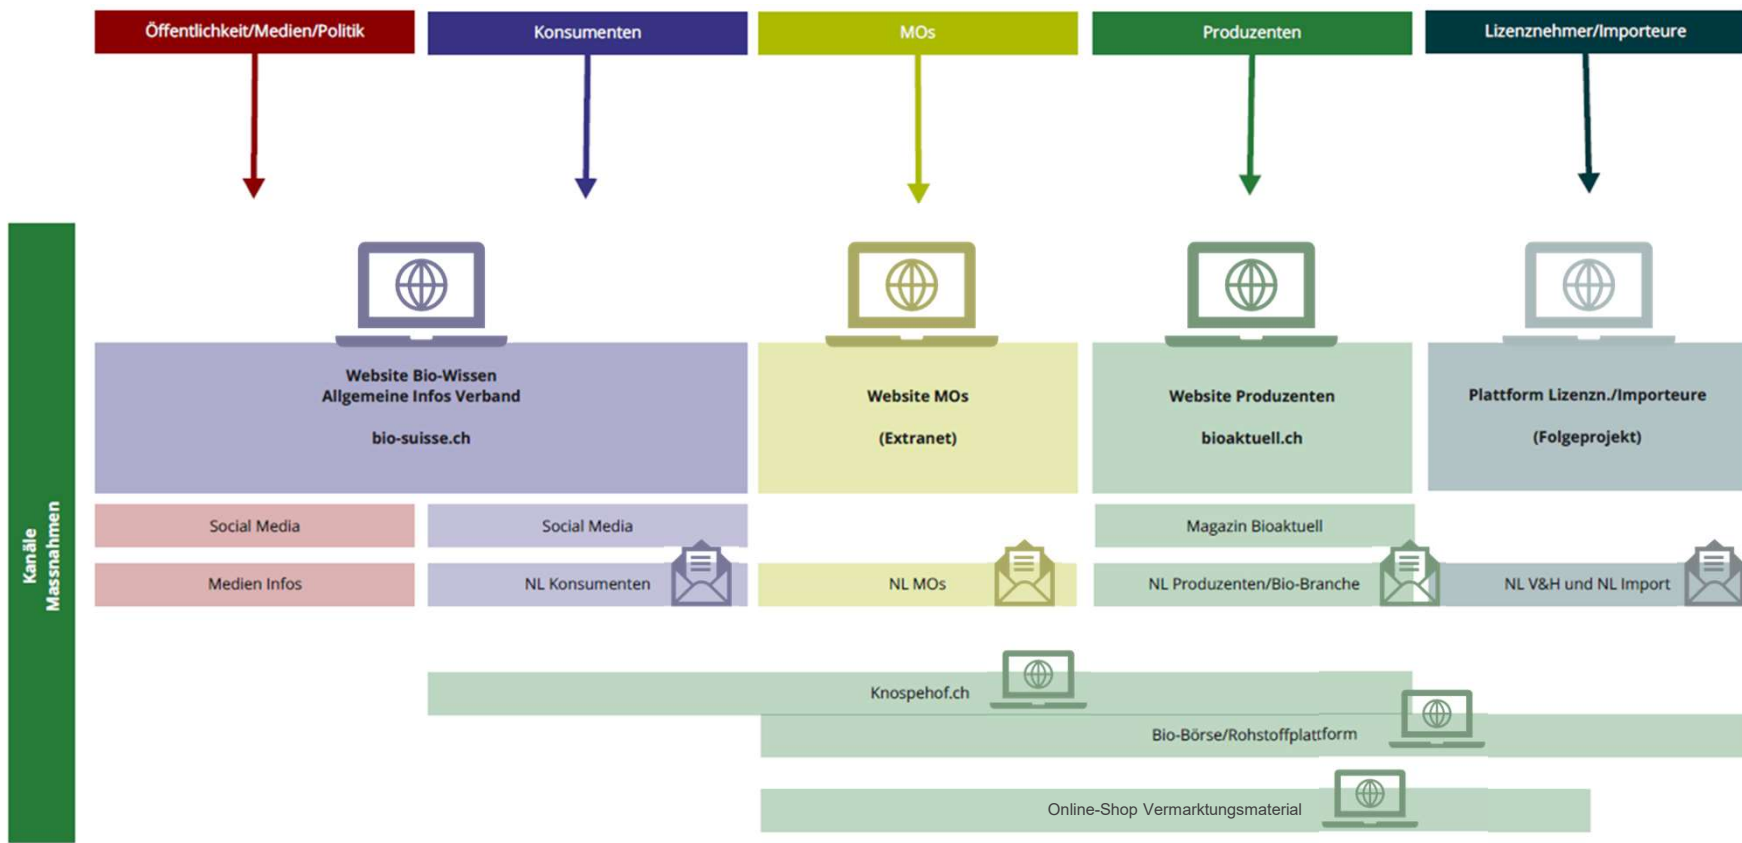 Öffentlichkeit/Medien/Politik
Konsumenten
MOs
Produzenten
Lizenznehmer/Importeure
Kanäle
Massnahmen
Website Bio-Wissen
Allgemeine Infos Verband
bio-suisse.ch
Website MOs
(Extranet)
Website Produzenten
bioaktuell.ch
Plattform Lizenzn./Importeure
(Folgeprojekt)
Social Media
Social Media
Magazin Bioaktuell
Medien Infos
NL Konsumenten
NL MOs
NL Produzenten/Bio-Branche
NL V&H und NL Import
Knospehof.ch
Bio-Börse/Rohstoffplattform
Online-Shop Vermarktungsmaterial